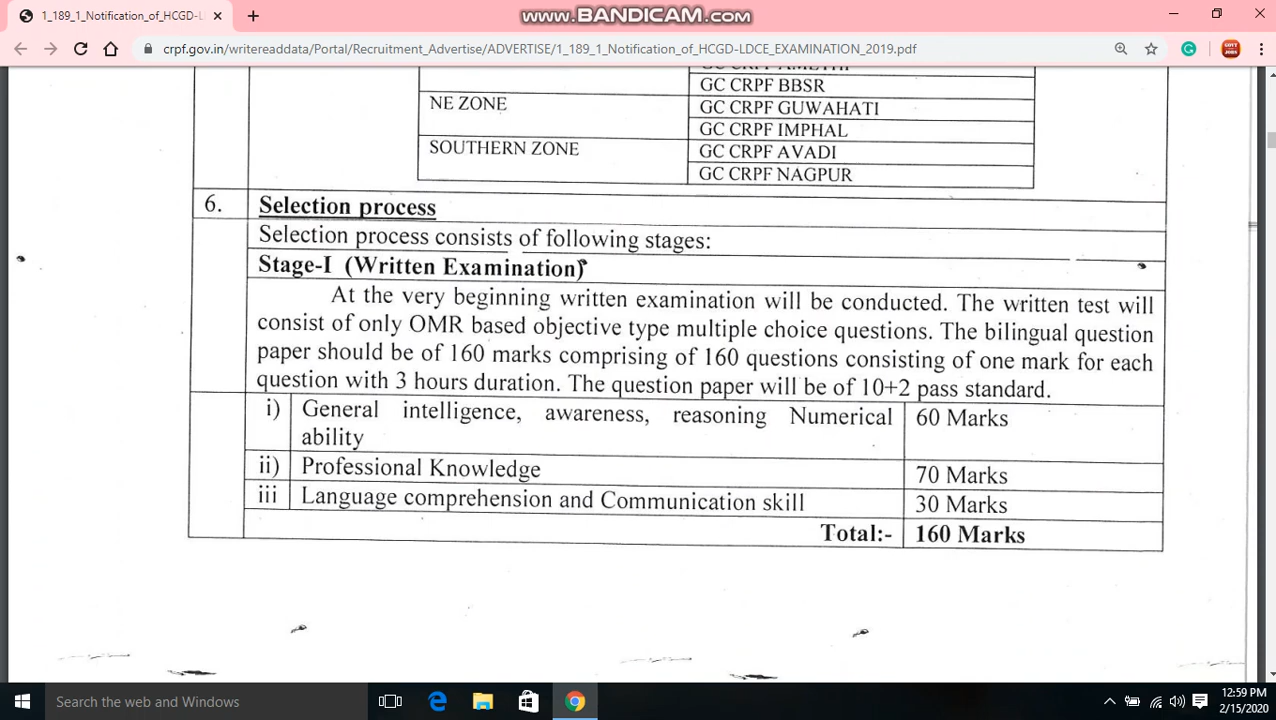 1_189_1_Notification_of_HCGD-L
www.BANDICAM.com
crpf.gov.in/writereaddata/Portal/Recruitment_Advertise/ADVERTISE/1_189_1_Notification_of_HCGD-LDCE_EXAMINATION_2019.pdf
GC CRPF AMETHI
GC CRPF BBSR
NE ZONE
GC CRPF GUWAHATI
GC CRPF IMPHAL
SOUTHERN ZONE
GC CRPF AVADI
GC CRPF NAGPUR
6. Selection process
Selection process consists of following stages:
Stage-I (Written Examination)
At the very beginning written examination will be conducted. The written test will
consist of only OMR based objective type multiple choice questions. The bilingual question
paper should be of 160 marks comprising of 160 questions consisting of one mark for each
question with 3 hours duration. The question paper will be of 10+2 pass standard.
i) General intelligence, awareness, reasoning Numerical 60 Marks
ability
ii) Professional Knowledge 70 Marks
iii Language comprehension and Communication skill 30 Marks
Total:- 160 Marks
Search the web and Windows
12:59 PM
2/15/2020